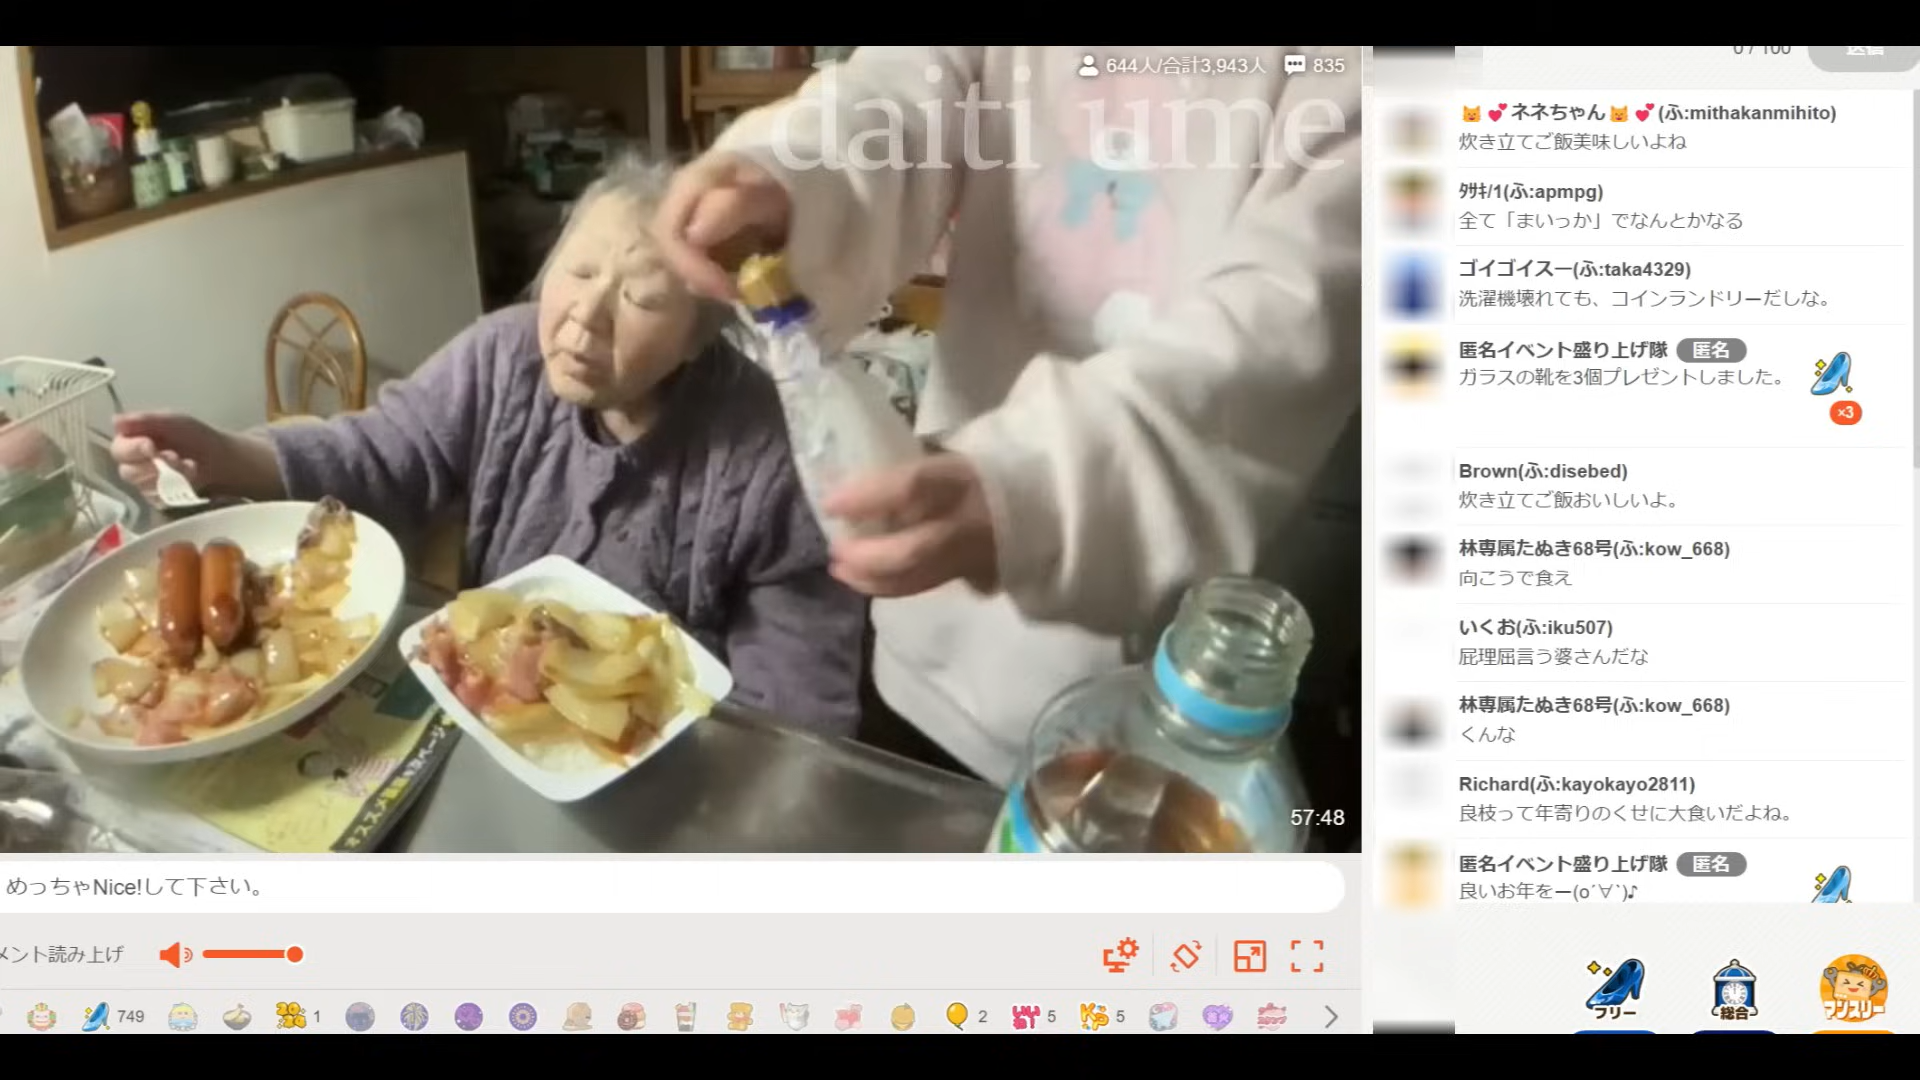 644人/合計3,943人 835
daiti ume
57:48
めっちゃNice!して下さい。
メント読み上げ
749
1
2
5
5
0 / 100
送信
🐱💕ネネちゃん🐱💕(ふ:mithakanmihito)
炊き立てご飯美味しいよね
ﾀｻｷ/1(ふ:apmpg)
全て「まいっか」でなんとかなる
ゴイゴイスー(ふ:taka4329)
洗濯機壊れても、コインランドリーだしな。
匿名イベント盛り上げ隊 匿名
ガラスの靴を3個プレゼントしました。
×3
Brown(ふ:disebed)
炊き立てご飯おいしいよ。
林専属たぬき68号(ふ:kow_668)
向こうで食え
いくお(ふ:iku507)
屁理屈言う婆さんだな
林専属たぬき68号(ふ:kow_668)
くんな
Richard(ふ:kayokayo2811)
良枝って年寄りのくせに大食いだよね。
匿名イベント盛り上げ隊 匿名
良いお年をー(o´∀`)♪
フリー
総合
マンスリー